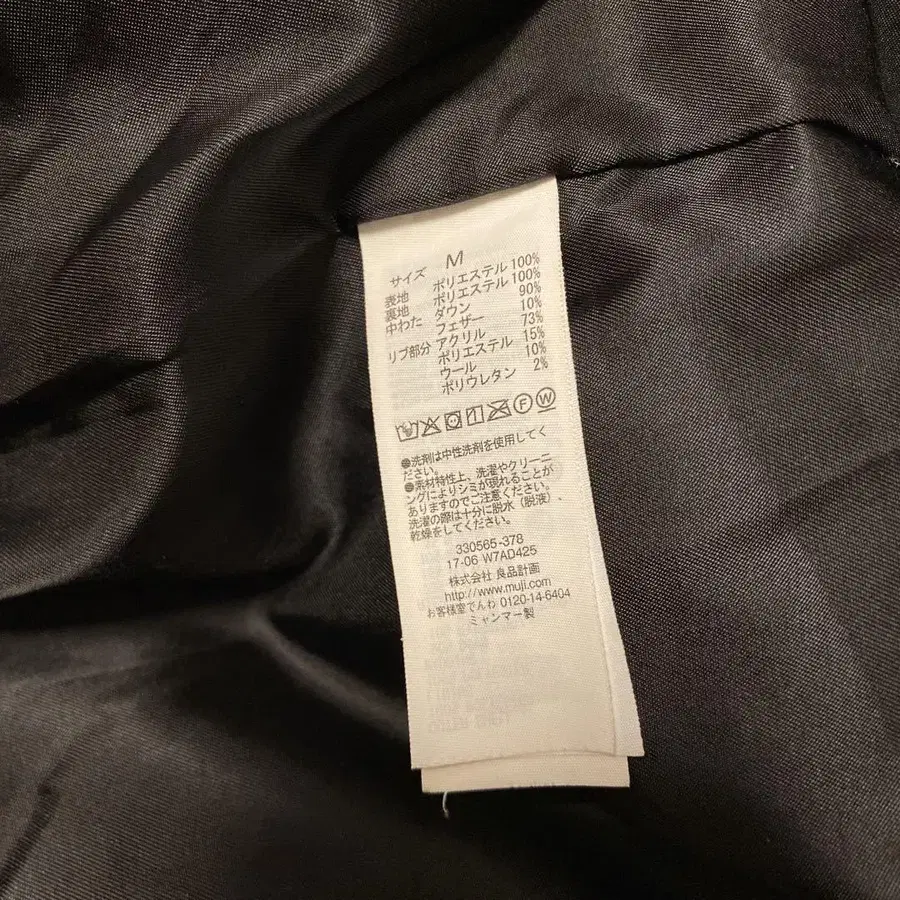 サイズ M
表地 ポリエステル 100%
裏地 ポリエステル 100%
中わた ダウン 90%
フェザー 10%
リブ部分 アクリル 73%
ポリエステル 15%
ウール 10%
ポリウレタン 2%
F W
●洗剤は中性洗剤を使用してく
ださい。
●素材特性上、洗濯やクリーニ
ングによりシミが現れることが
ありますのでご注意ください。
洗濯の際は十分に脱水（脱液）、
乾燥をしてください。
330565-378
17-06 W7AD425
株式会社 良品計画
http://www.muji.com
お客様室でんわ 0120-14-6404
ミャンマー製